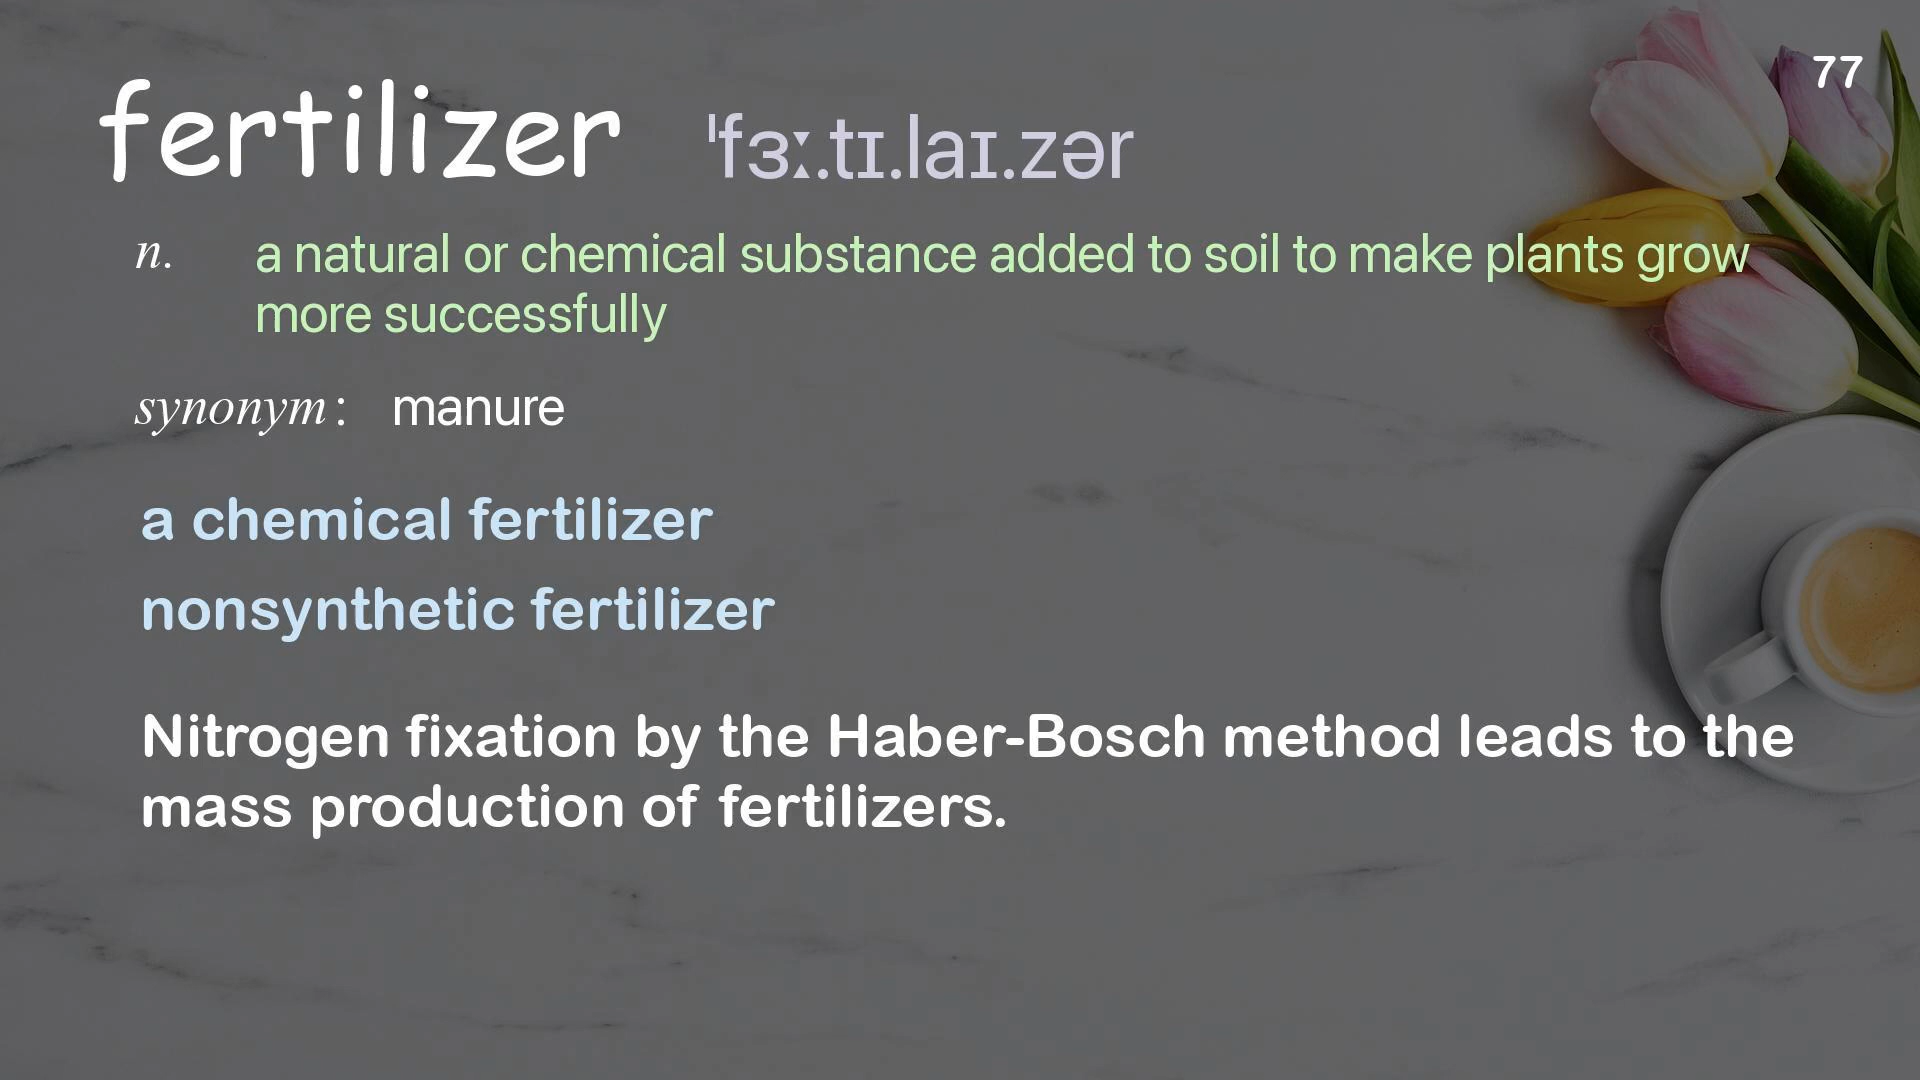 77
fertilizer ˈfɜː.tɪ.laɪ.zər
n. a natural or chemical substance added to soil to make plants grow
more successfully
synonym: manure
a chemical fertilizer
nonsynthetic fertilizer
Nitrogen fixation by the Haber-Bosch method leads to the
mass production of fertilizers.